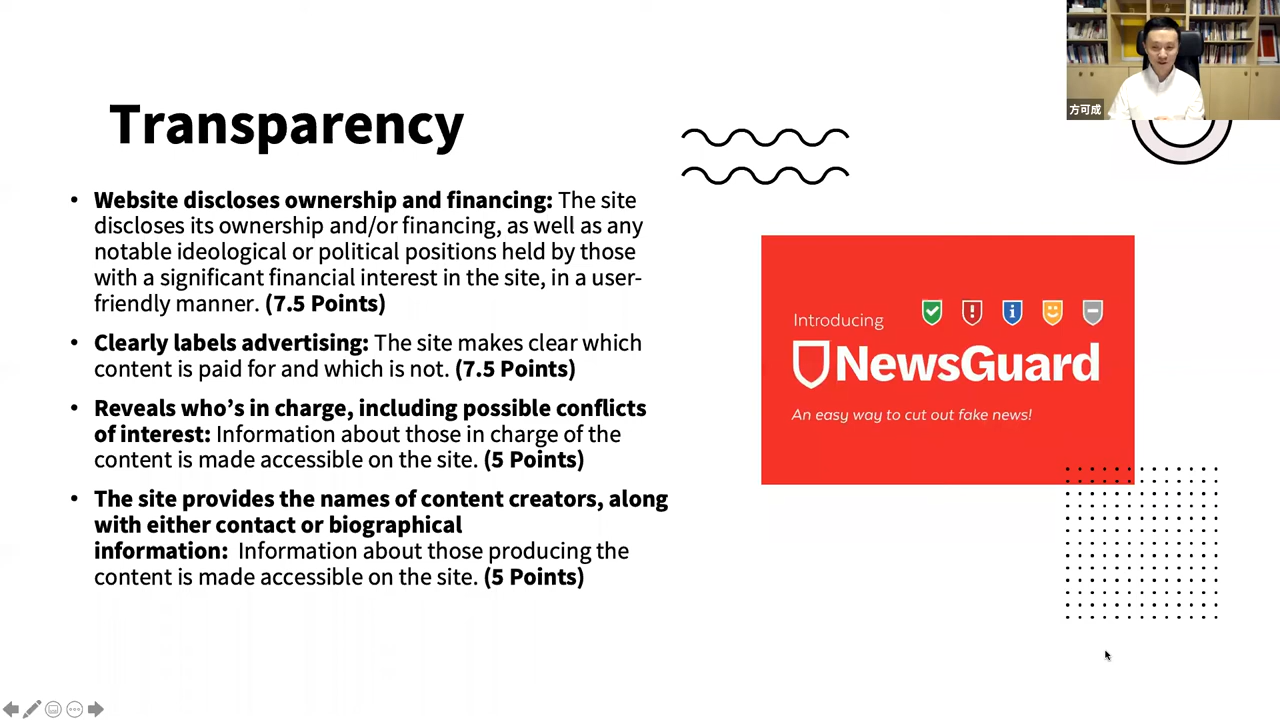 方可成
Transparency
• Website discloses ownership and financing: The site
discloses its ownership and/or financing, as well as any
notable ideological or political positions held by those
with a significant financial interest in the site, in a user-
friendly manner. (7.5 Points)
• Clearly labels advertising: The site makes clear which
content is paid for and which is not. (7.5 Points)
• Reveals who’s in charge, including possible conflicts
of interest: Information about those in charge of the
content is made accessible on the site. (5 Points)
• The site provides the names of content creators, along
with either contact or biographical
information: Information about those producing the
content is made accessible on the site. (5 Points)
Introducing
NewsGuard
An easy way to cut out fake news!